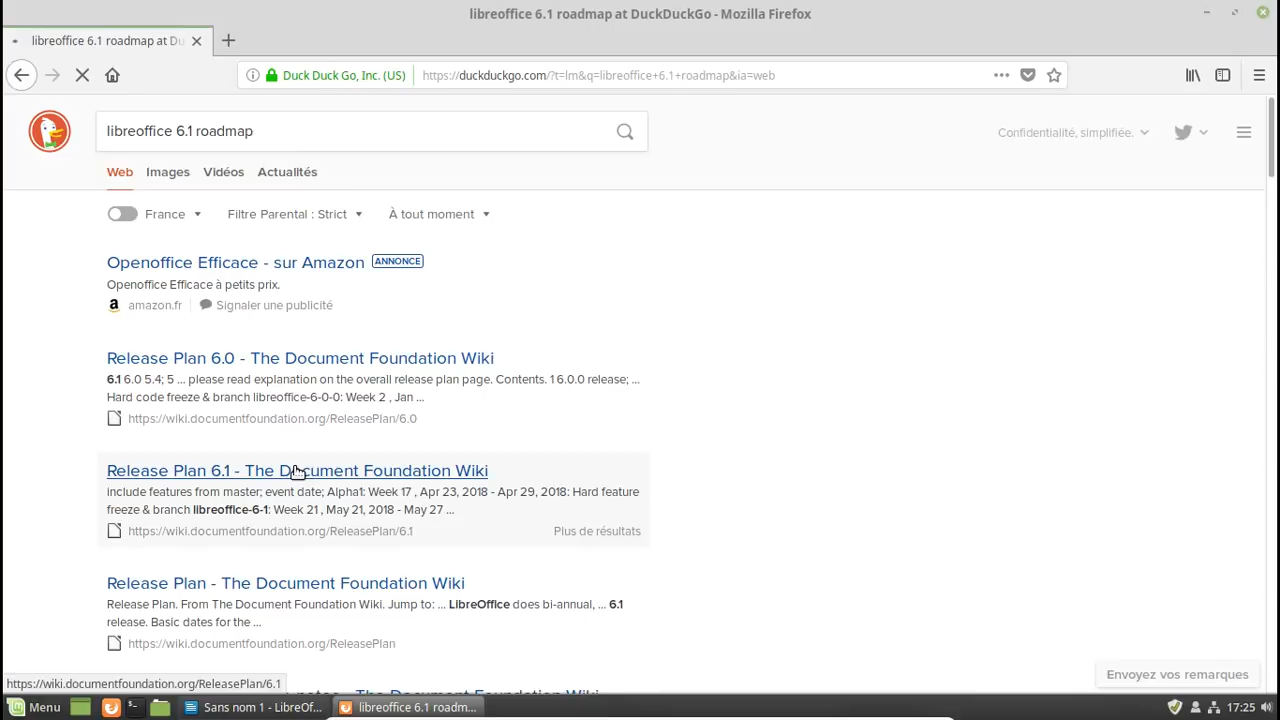 libreoffice 6.1 roadmap at DuckDuckGo - Mozilla Firefox
libreoffice 6.1 roadmap at Du
Duck Duck Go, Inc. (US)
https://duckduckgo.com/?t=lm&q=libreoffice+6.1+roadmap&ia=web
libreoffice 6.1 roadmap
Confidentialité, simplifiée.
Web Images Vidéos Actualités
France Filtre Parental : Strict À tout moment
Openoffice Efficace - sur Amazon ANNONCE
Openoffice Efficace à petits prix.
a amazon.fr Signaler une publicité
Release Plan 6.0 - The Document Foundation Wiki
6.1 6.0 5.4; 5 ... please read explanation on the overall release plan page. Contents. 1 6.0.0 release; ...
Hard code freeze & branch libreoffice-6-0-0: Week 2 , Jan ...
https://wiki.documentfoundation.org/ReleasePlan/6.0
Release Plan 6.1 - The Document Foundation Wiki
include features from master; event date; Alpha1: Week 17 , Apr 23, 2018 - Apr 29, 2018: Hard feature
freeze & branch libreoffice-6-1: Week 21 , May 21, 2018 - May 27 ...
https://wiki.documentfoundation.org/ReleasePlan/6.1 Plus de résultats
Release Plan - The Document Foundation Wiki
Release Plan. From The Document Foundation Wiki. Jump to: ... LibreOffice does bi-annual, ... 6.1
release. Basic dates for the ...
https://wiki.documentfoundation.org/ReleasePlan
Envoyez vos remarques
https://wiki.documentfoundation.org/ReleasePlan/6.1
notes - The Document Foundation Wiki
Menu Sans nom 1 - LibreOf... libreoffice 6.1 roadm... 17:25